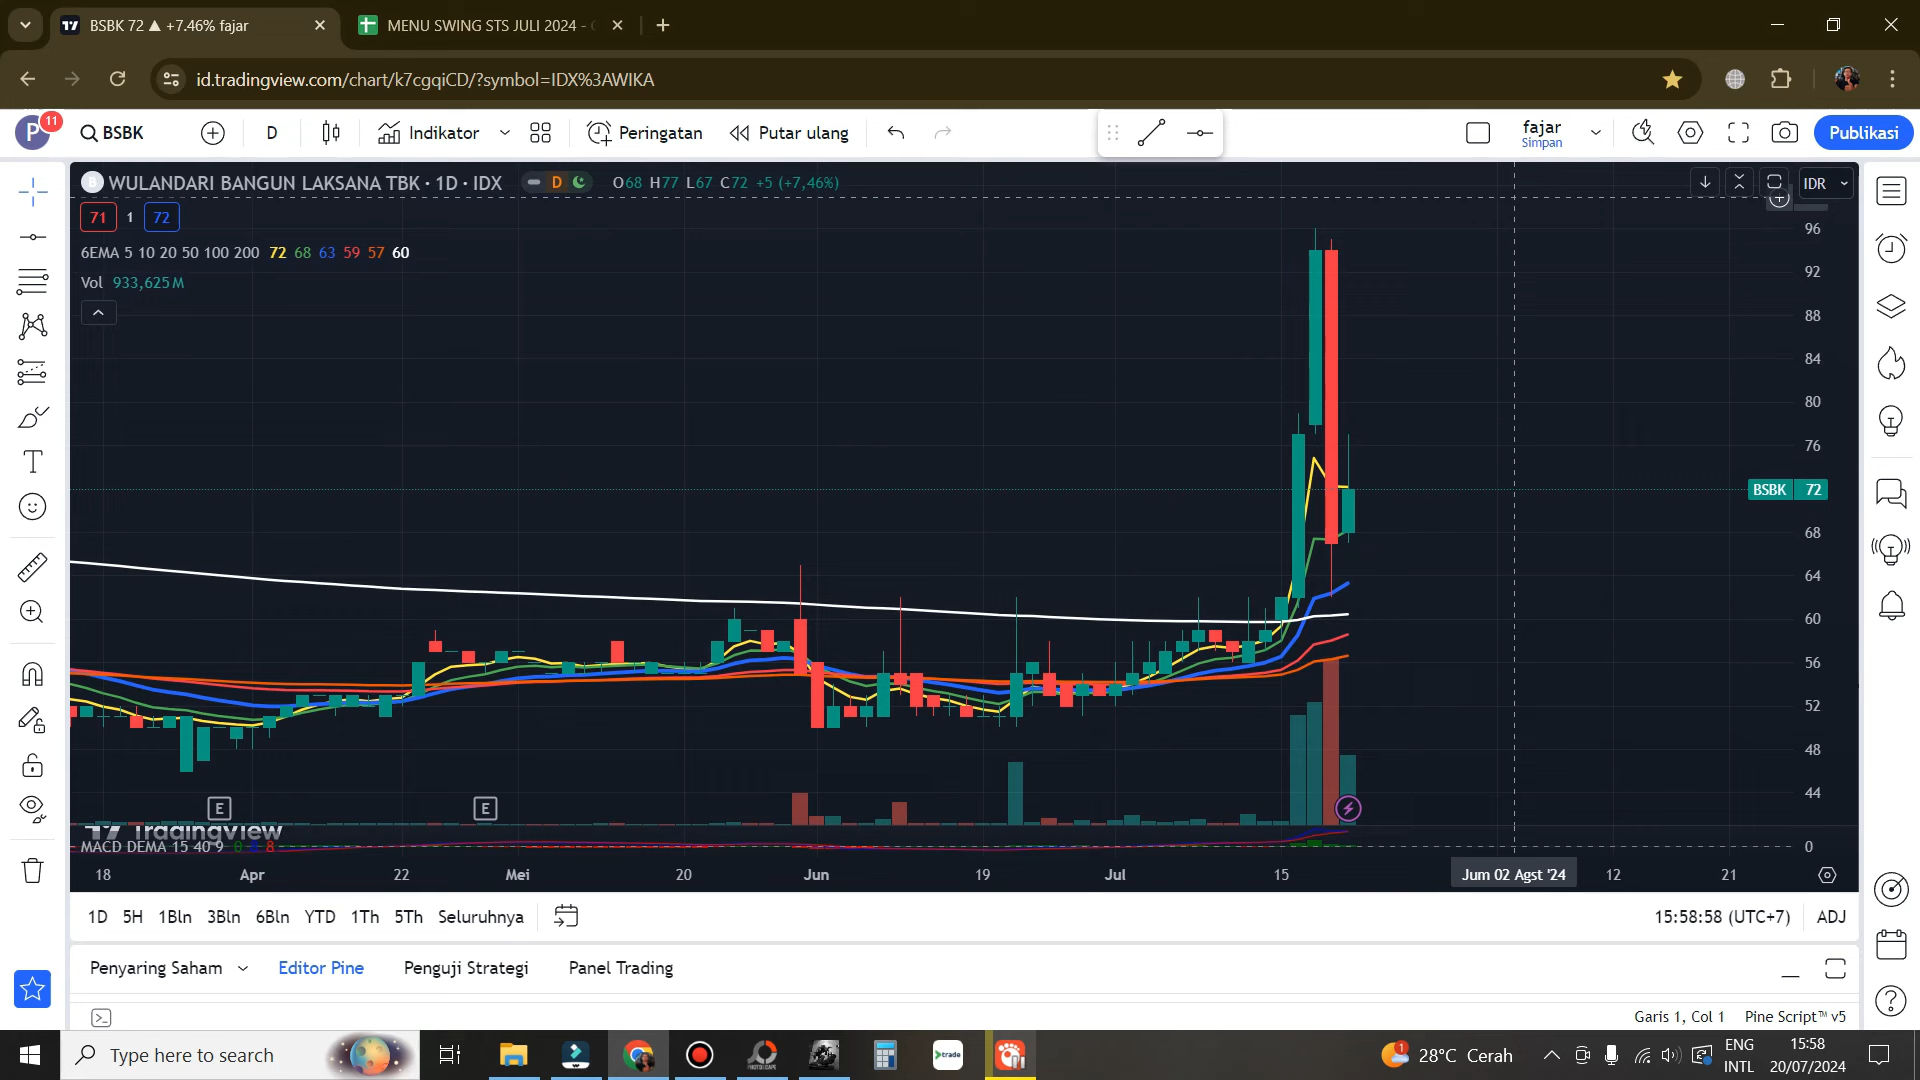 BSBK 72 ▲ +7.46% fajar
MENU SWING STS JULI 2024 -
id.tradingview.com/chart/k7cgqiCD/?symbol=IDX%3AWIKA
P 11
BSBK
D
Indikator
Peringatan
Putar ulang
fajar
Simpan
Publikasi
B WULANDARI BANGUN LAKSANA TBK · 1D · IDX
D
O68 H77 L67 C72 +5 (+7,46%)
IDR
71 1 72
6EMA 5 10 20 50 100 200 72 68 63 59 57 60
Vol 933,625M
96
92
88
84
80
76
BSBK 72
68
64
60
56
52
48
44
0
E
E
TradingView
MACD DEMA 15 40 9 0 8 8
18
Apr
22
Mei
20
Jun
19
Jul
15
Jum 02 Agst '24
12
21
1D 5H 1Bln 3Bln 6Bln YTD 1Th 5Th Seluruhnya
15:58:58 (UTC+7)
ADJ
Penyaring Saham
Editor Pine
Penguji Strategi
Panel Trading
Garis 1, Col 1
Pine Script™ v5
Type here to search
PHOTOSCAPE
trade
1
28°C Cerah
ENG
INTL
15:58
20/07/2024